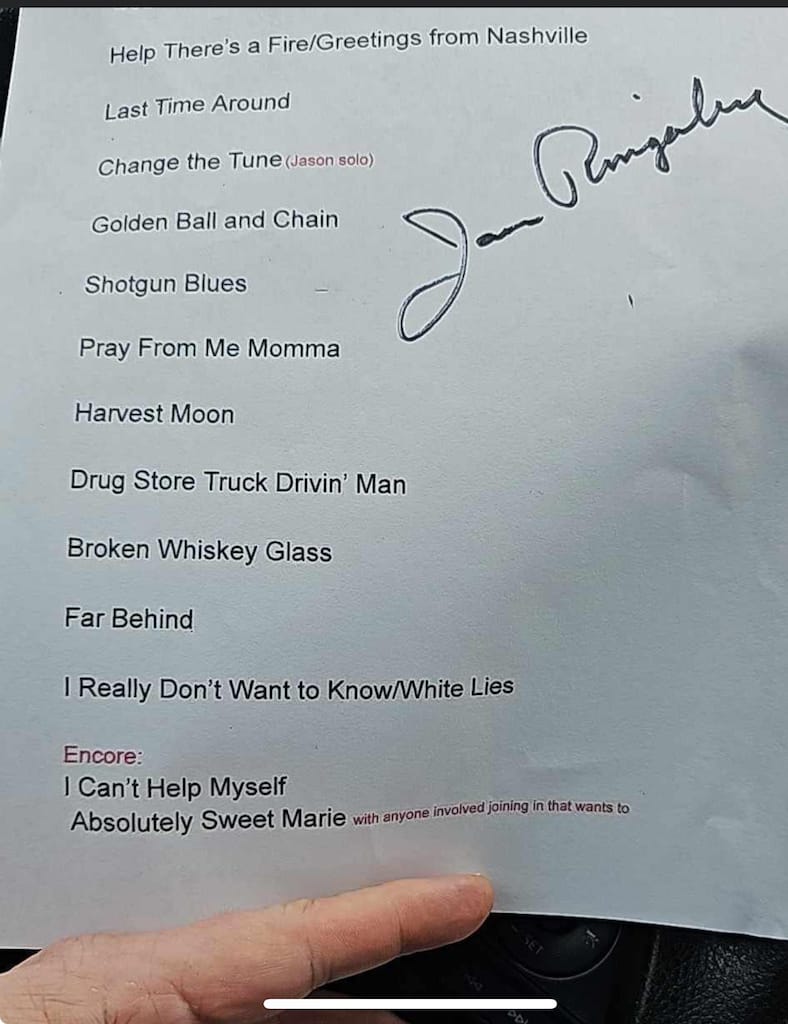 Help There's a Fire/Greetings from Nashville
Last Time Around
Change the Tune (Jason solo)
Jason Ringenberg
Golden Ball and Chain
Shotgun Blues
Pray From Me Momma
Harvest Moon
Drug Store Truck Drivin' Man
Broken Whiskey Glass
Far Behind
I Really Don't Want to Know/White Lies
Encore:
I Can't Help Myself
Absolutely Sweet Marie with anyone involved joining in that wants to
SET